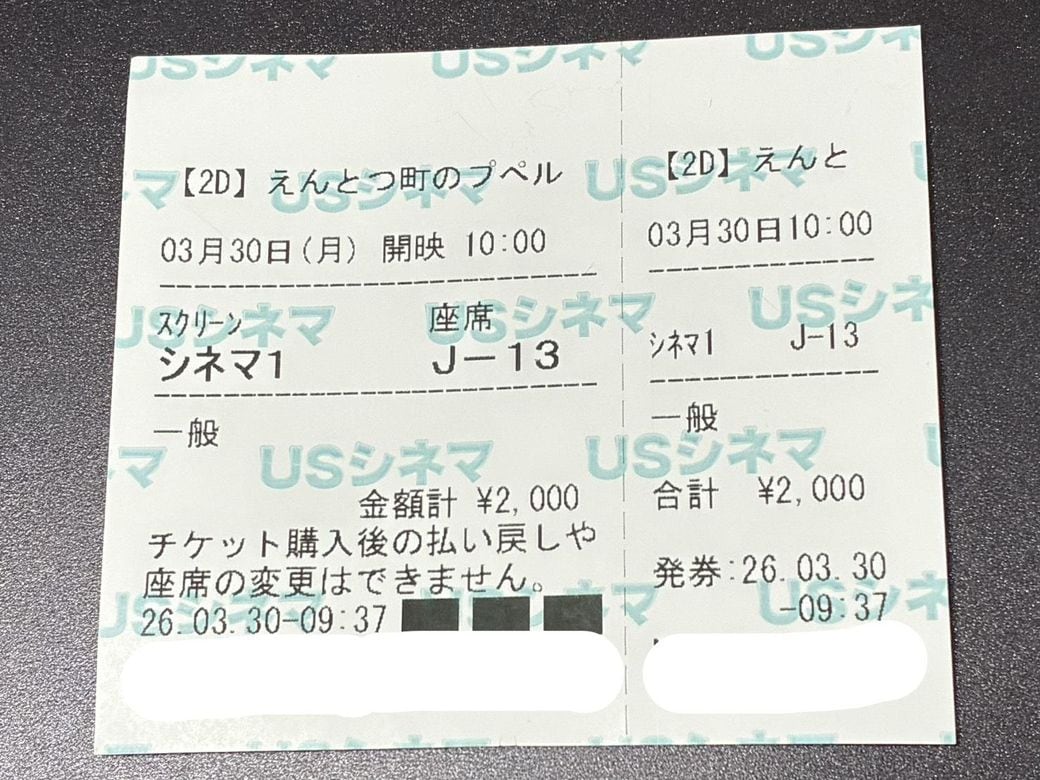 【2D】えんとつ町のプペル
03月30日(月) 開映 10:00
スクリーン 座席
シネマ1 J-13
一般
金額計 ¥2,000
チケット購入後の払い戻しや
座席の変更はできません。
26.03.30-09:37
【2D】えんと
03月30日10:00
シネマ1 J-13
一般
合計 ¥2,000
発券:26.03.30
-09:37
USシネマ